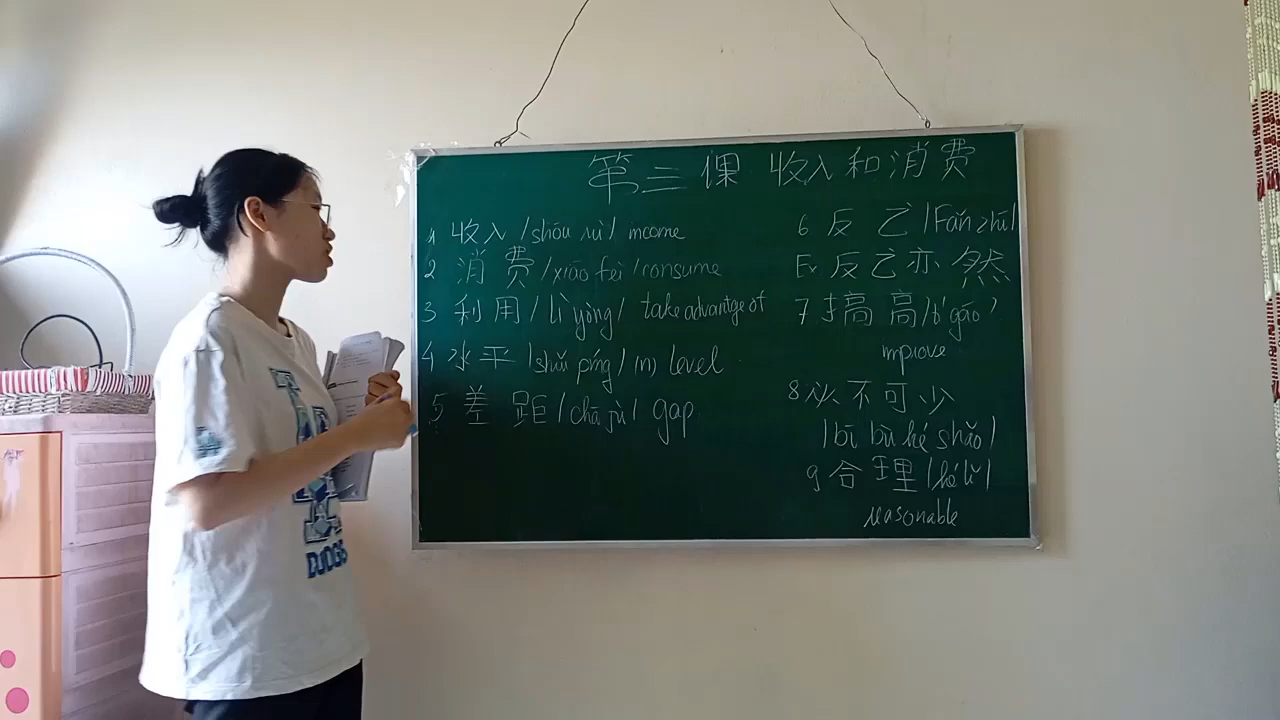 第三课 收入和消费
1 收入 /shōu rù/ income
2 消费 /xiāo fèi/ consume
3 利用 /lì yòng/ take advantge of
4 水平 /shuǐ píng/ (n) level
5 差距 /chā jù/ gap
6 反之 /Fǎn zhī/
Ex 反之亦然
7 搞高 /tí gāo/
improve
8 必不可少
/bì bù kě shǎo/
9 合理 /hé lǐ/
reasonable